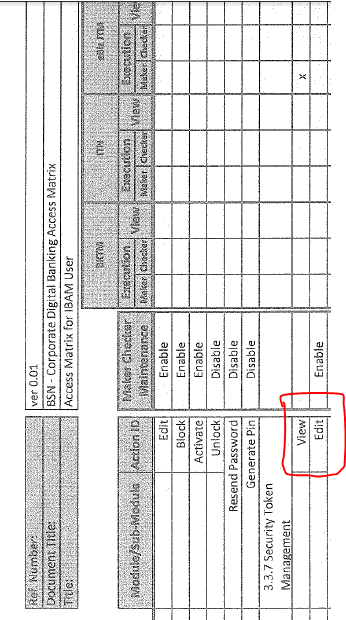 Ref. Number: ver 0.01
Document Title: BSN - Corporate Digital Banking Access Matrix
Title: Access Matrix for IBAM User
BKTM ITN eBiz ITM
Module/Sub-Module Action ID Maker Checker Maintenance Execution View Execution View Execution View
Maker Checker Maker Checker Maker Checker
Edit Enable
Block Enable
Activate Enable
Unlock Disable
Resend Password Disable
Generate Pin Disable
3.3.7 Security Token Management
View x
Edit Enable